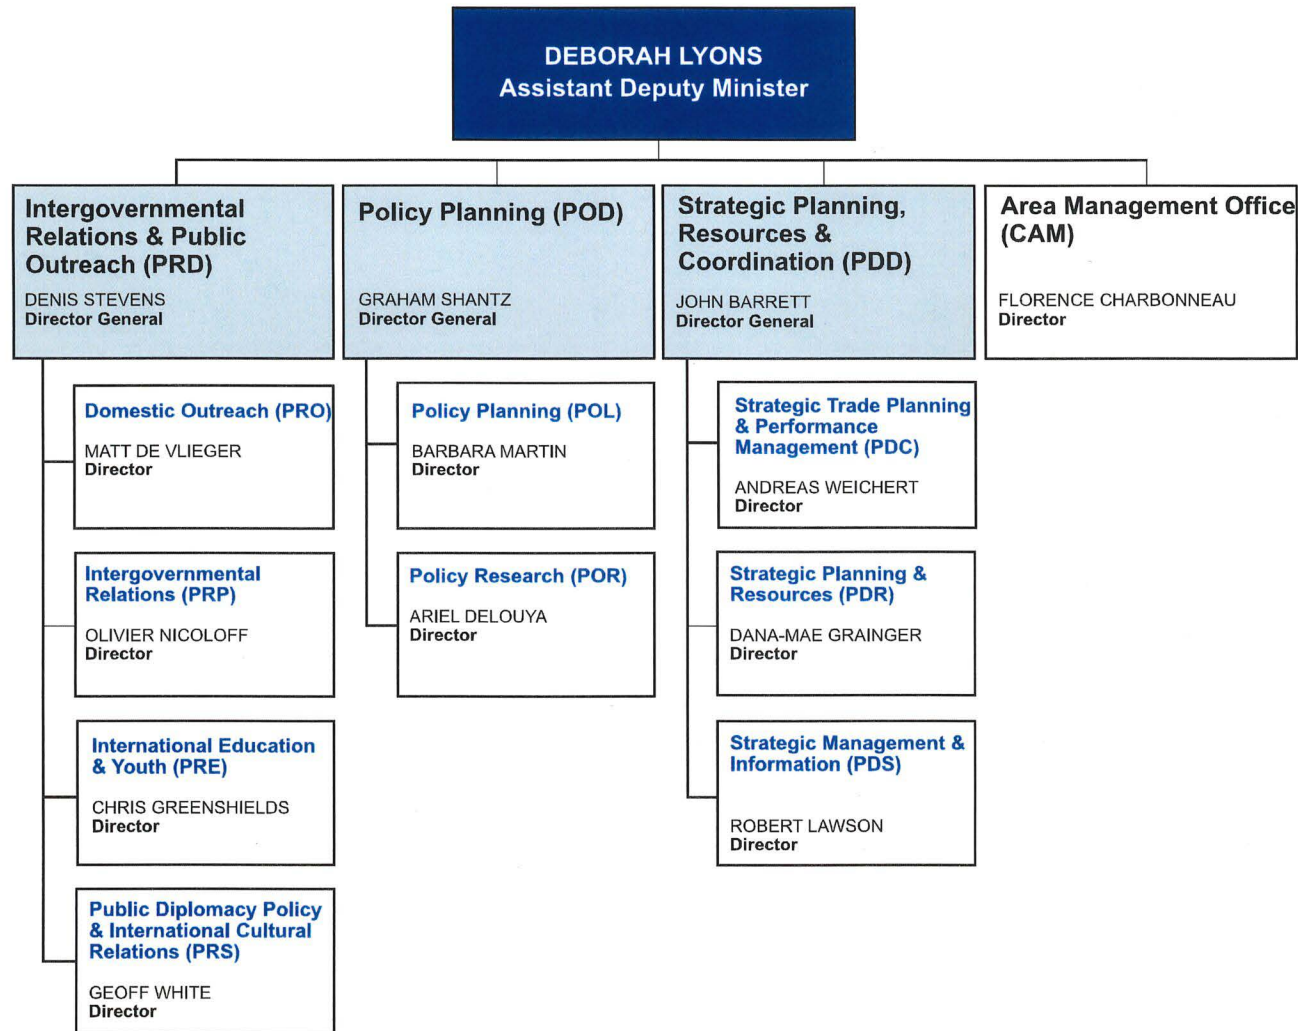 DEBORAH LYONS
Assistant Deputy Minister
Intergovernmental
Relations & Public
Outreach (PRD)
DENIS STEVENS
Director General
Policy Planning (POD)
GRAHAM SHANTZ
Director General
Strategic Planning,
Resources &
Coordination (PDD)
JOHN BARRETT
Director General
Area Management Office
(CAM)
FLORENCE CHARBONNEAU
Director
Domestic Outreach (PRO)
MATT DE VLIEGER
Director
Intergovernmental
Relations (PRP)
OLIVIER NICOLOFF
Director
International Education
& Youth (PRE)
CHRIS GREENSHIELDS
Director
Public Diplomacy Policy
& International Cultural
Relations (PRS)
GEOFF WHITE
Director
Policy Planning (POL)
BARBARA MARTIN
Director
Policy Research (POR)
ARIEL DELOUYA
Director
Strategic Trade Planning
& Performance
Management (PDC)
ANDREAS WEICHERT
Director
Strategic Planning &
Resources (PDR)
DANA-MAE GRAINGER
Director
Strategic Management &
Information (PDS)
ROBERT LAWSON
Director